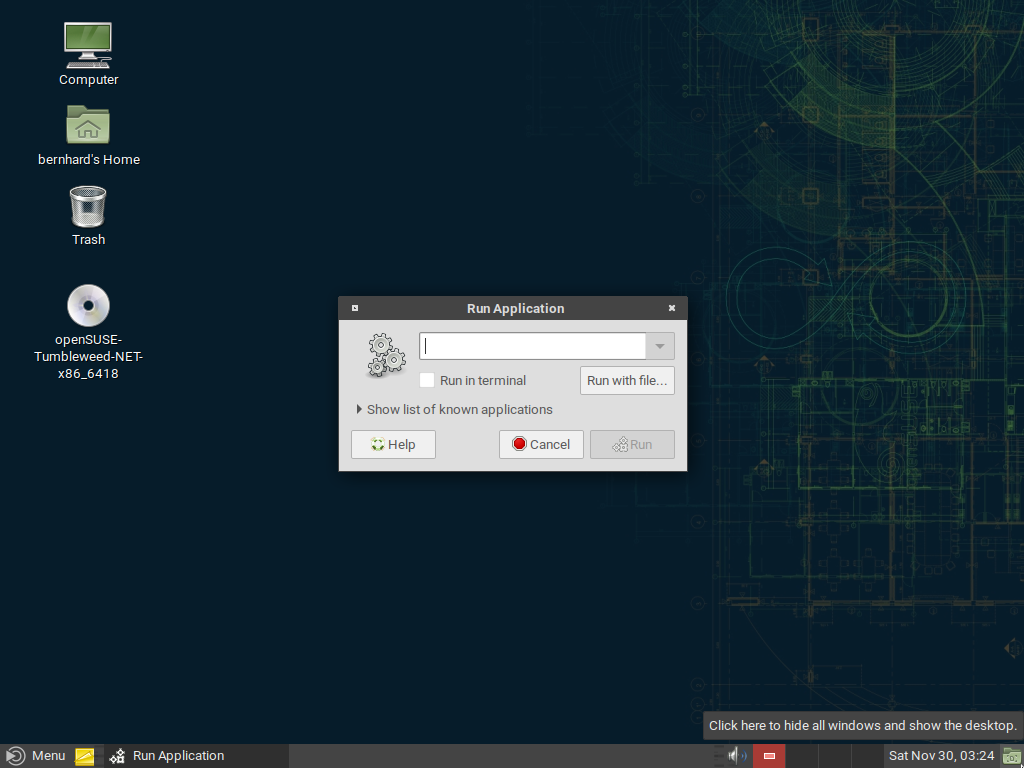 Computer
bernhard's Home
Trash
openSUSE-
Tumbleweed-NET-
x86_6418
Run Application
Run in terminal
Run with file...
Show list of known applications
Help
Cancel
Run
Click here to hide all windows and show the desktop.
Menu
Run Application
Sat Nov 30, 03:24